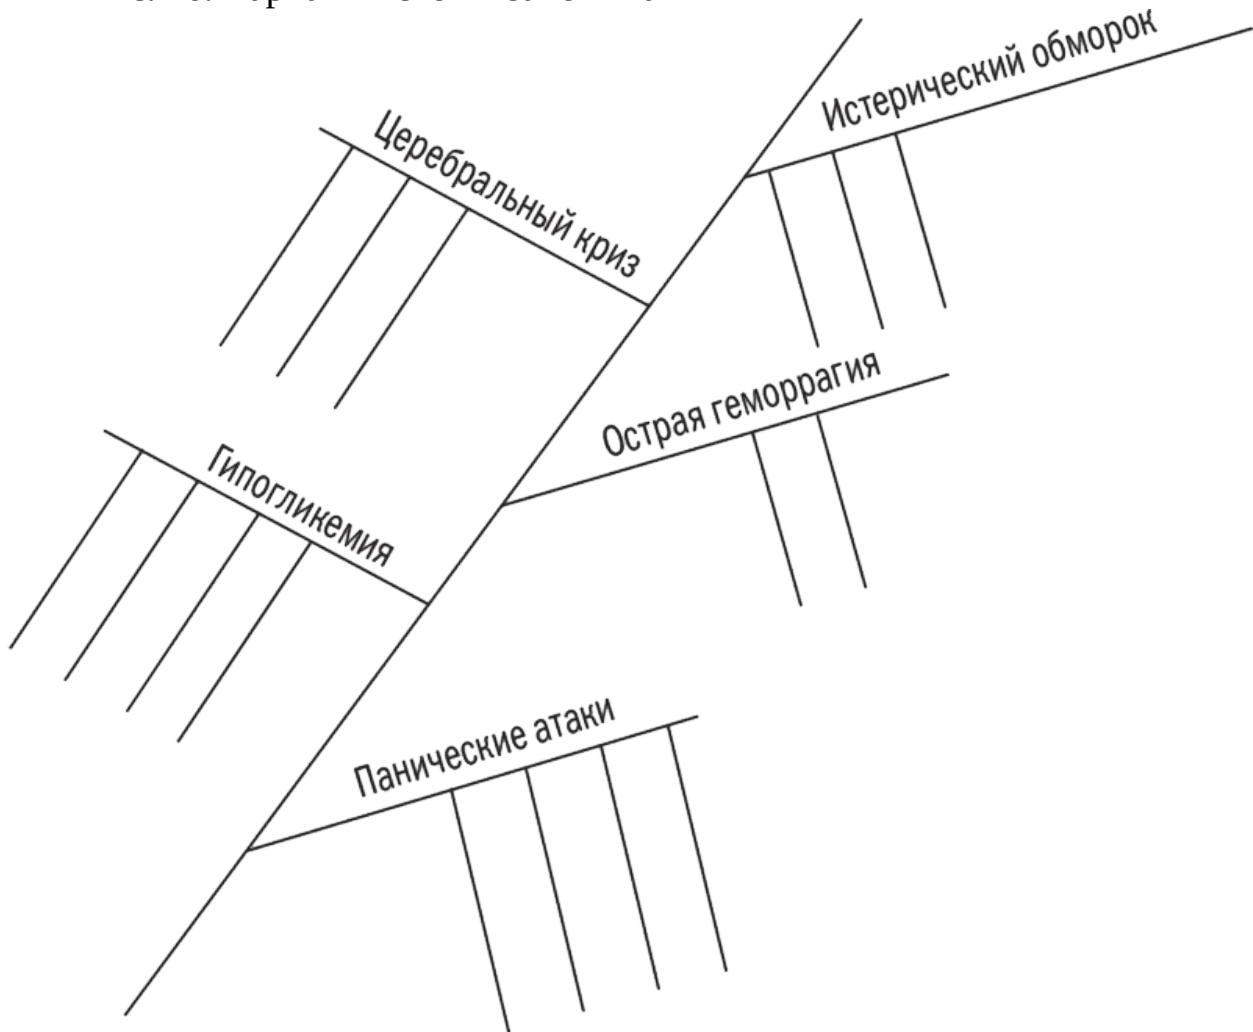 Истерический обморок
Церебральный криз
Острая геморрагия
Гипогликемия
Панические атаки